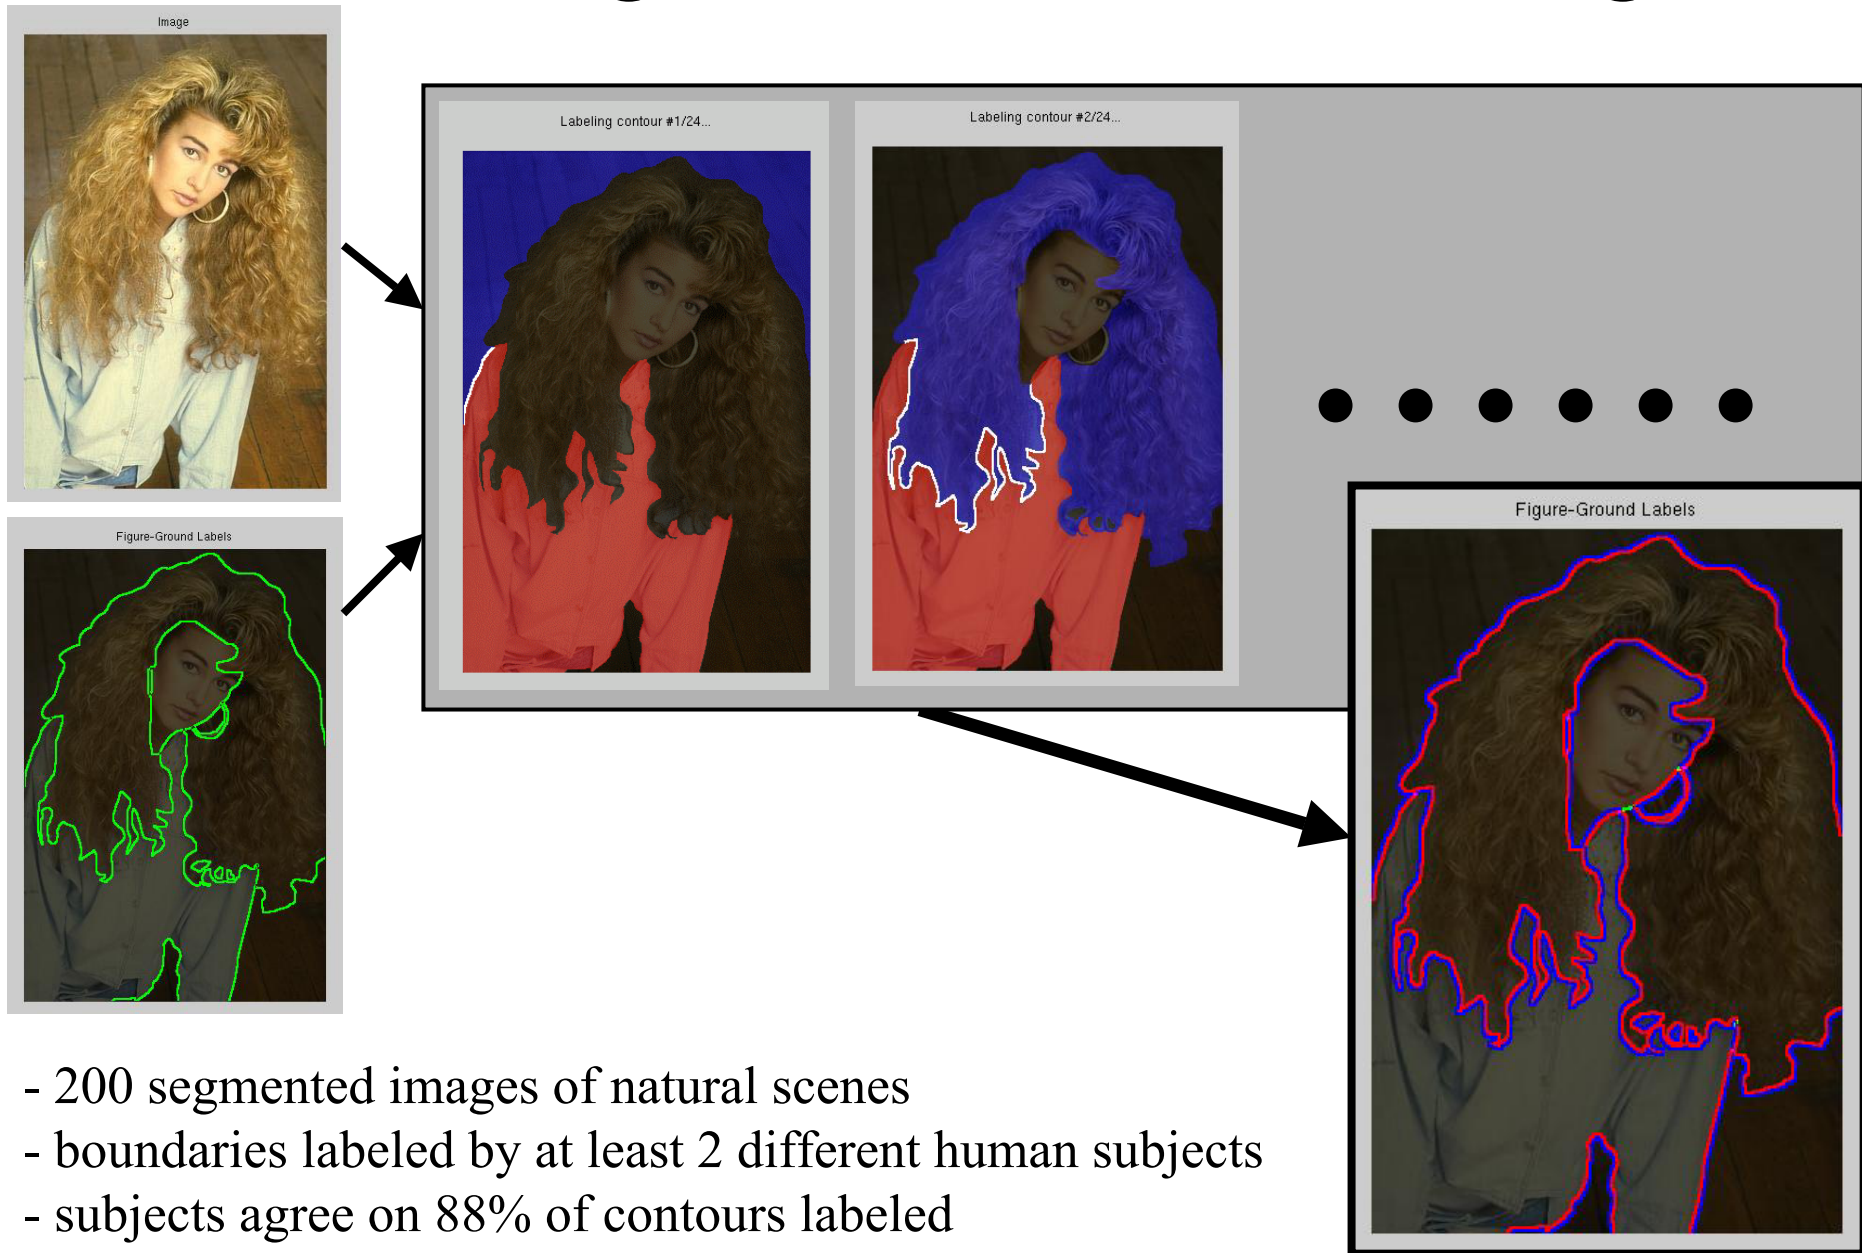 Image
Labeling contour #1/24...
Labeling contour #2/24...
Figure-Ground Labels
Figure-Ground Labels
- 200 segmented images of natural scenes
- boundaries labeled by at least 2 different human subjects
- subjects agree on 88% of contours labeled